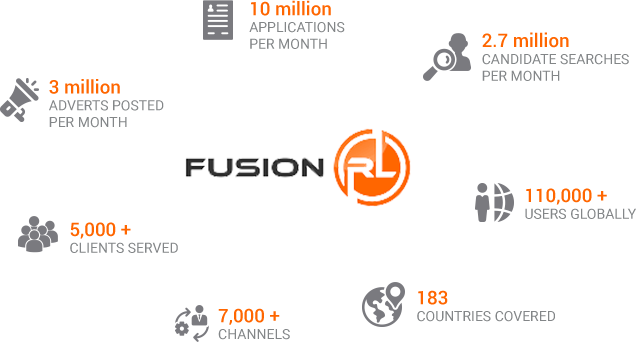 10 million
APPLICATIONS
PER MONTH
2.7 million
CANDIDATE SEARCHES
PER MONTH
3 million
ADVERTS POSTED
PER MONTH
FUSION RL
110,000 +
USERS GLOBALLY
5,000 +
CLIENTS SERVED
183
COUNTRIES COVERED
7,000 +
CHANNELS